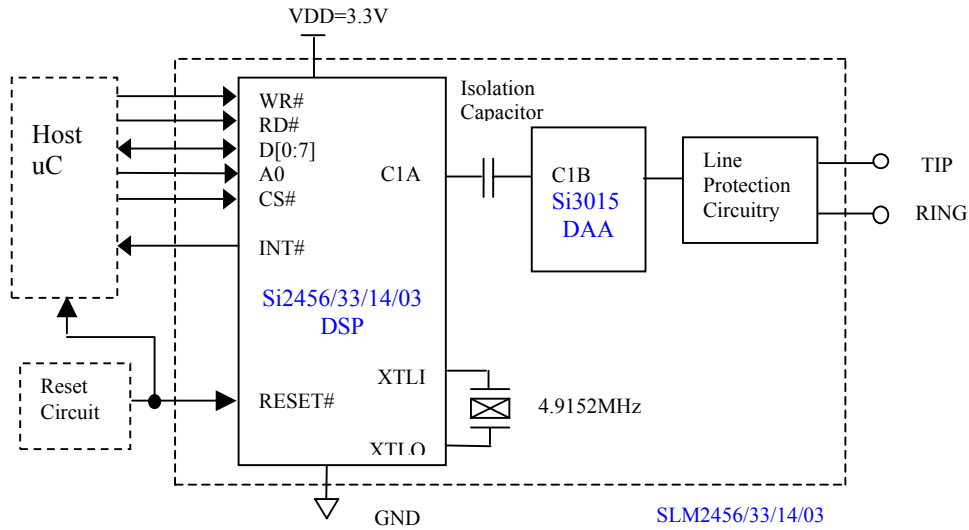 VDD=3.3V
Host
uC
WR#
RD#
D[0:7]
A0
CS#
INT#
C1A
Si2456/33/14/03
DSP
RESET#
XTLI
XTLO
Isolation
Capacitor
C1B
Si3015
DAA
Line
Protection
Circuitry
TIP
RING
Reset
Circuit
4.9152MHz
GND
SLM2456/33/14/03